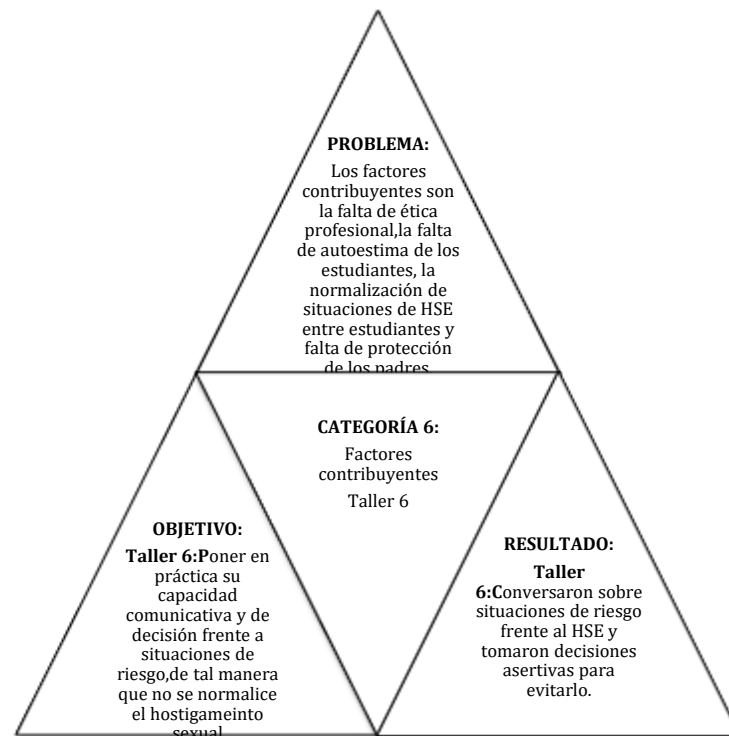 PROBLEMA:
Los factores
contribuyentes son
la falta de ética
profesional,la falta
de autoestima de los
estudiantes, la
normalización de
situaciones de HSE
entre estudiantes y
falta de protección
de los padres
CATEGORÍA 6:
Factores
contribuyentes
Taller 6
OBJETIVO:
Taller 6:Poner en
práctica su
capacidad
comunicativa y de
decisión frente a
situaciones de
riesgo,de tal manera
que no se normalice
el hostigameinto
sexual
RESULTADO:
Taller
6:Conversaron sobre
situaciones de riesgo
frente al HSE y
tomaron decisiones
asertivas para
evitarlo.